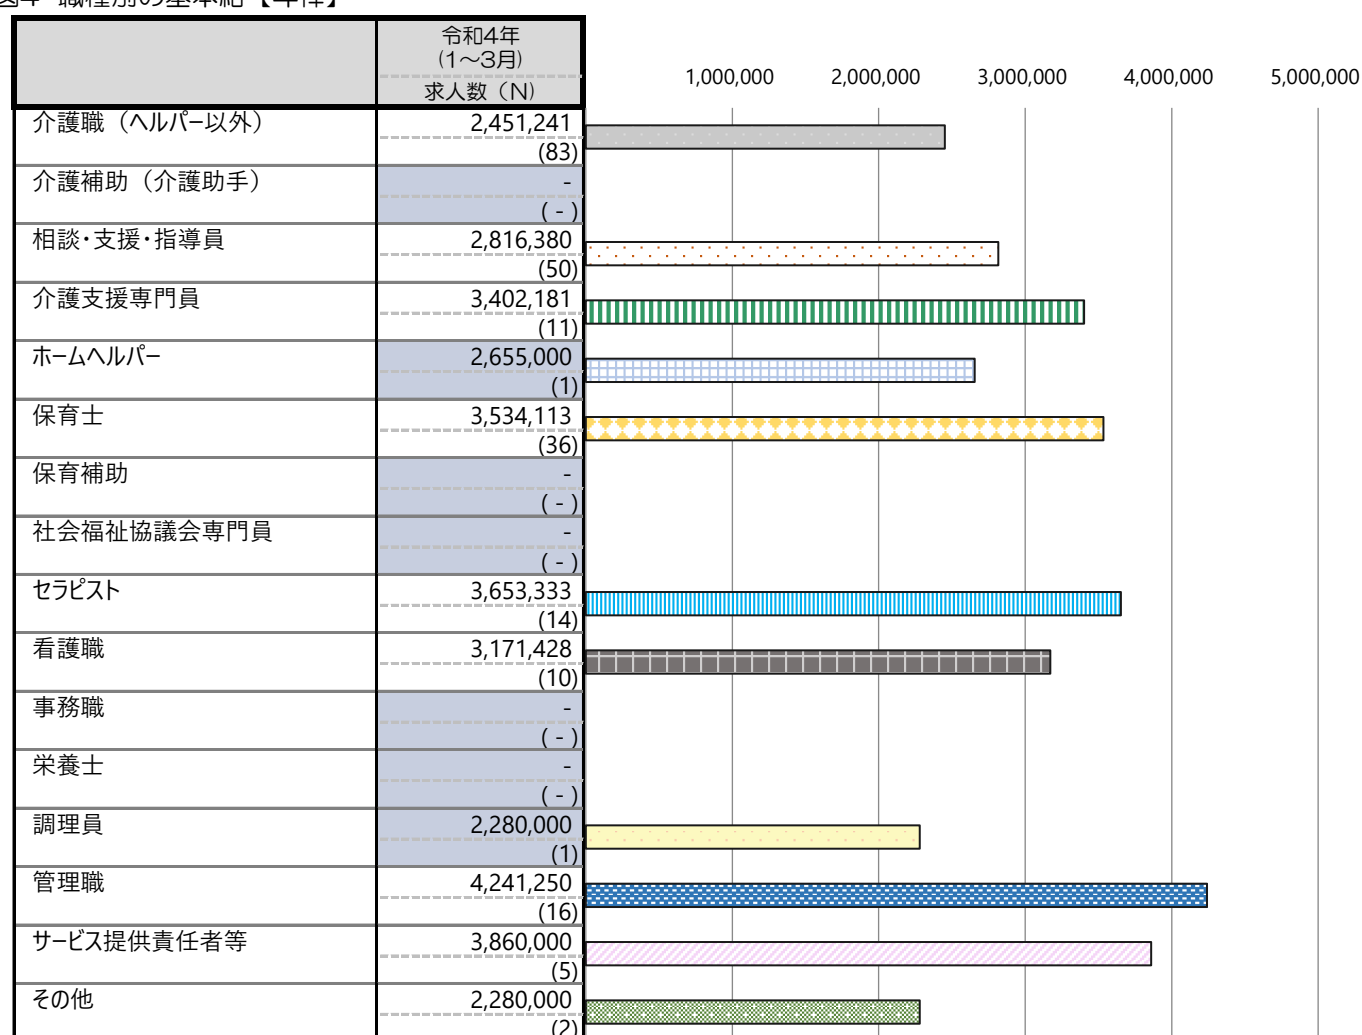 令和4年
(1～3月)
求人数（N）
1,000,000 2,000,000 3,000,000 4,000,000 5,000,000
介護職（ヘルパー以外） 2,451,241
(83)
介護補助（介護助手） -
( - )
相談・支援・指導員 2,816,380
(50)
介護支援専門員 3,402,181
(11)
ホームヘルパー 2,655,000
(1)
保育士 3,534,113
(36)
保育補助 -
( - )
社会福祉協議会専門員 -
( - )
セラピスト 3,653,333
(14)
看護職 3,171,428
(10)
事務職 -
( - )
栄養士 -
( - )
調理員 2,280,000
(1)
管理職 4,241,250
(16)
サービス提供責任者等 3,860,000
(5)
その他 2,280,000
(2)